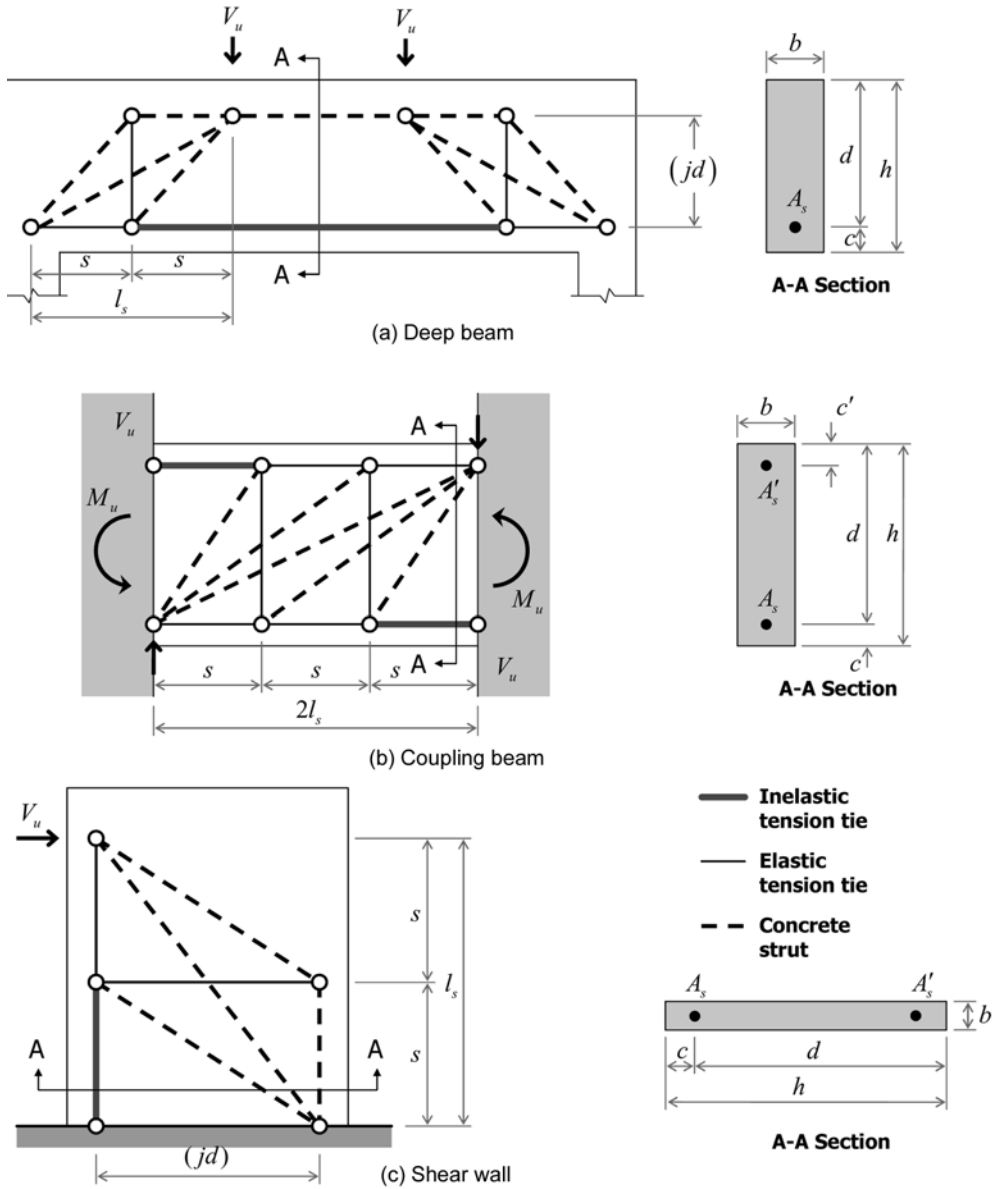 V_u V_u
A
b
(jd)
d
h
A_s
c
A
s s
l_s
A-A Section
(a) Deep beam
V_u
A
b
c′
M_u
A′_s
d
h
M_u
A_s
A
s s s
V_u
c
2l_s
A-A Section
(b) Coupling beam
V_u
Inelastic
tension tie
Elastic
tension tie
Concrete
strut
s
l_s
s
A A
A_s A′_s
b
c d
h
(jd)
A-A Section
(c) Shear wall